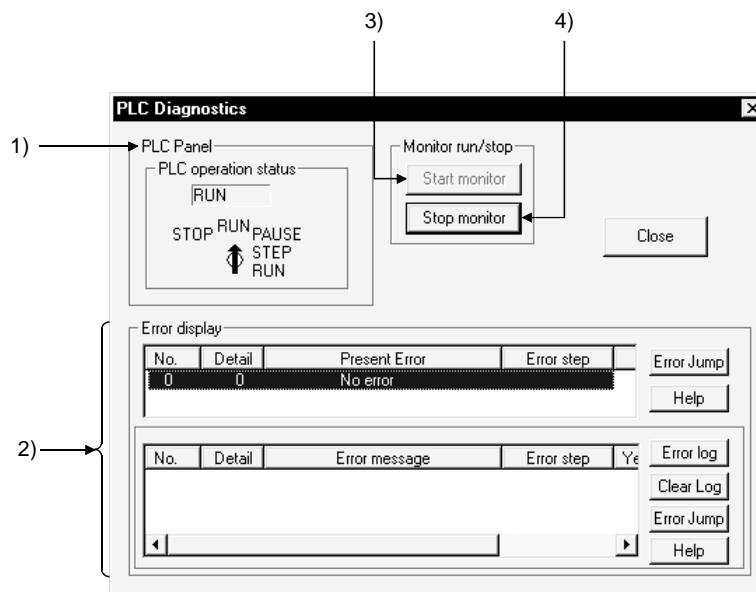 3)
4)
PLC Diagnostics
1)
PLC Panel
PLC operation status
RUN
STOP RUN PAUSE
STEP
RUN
Monitor run/stop
Start monitor
Stop monitor
Close
2)
Error display
No. Detail Present Error Error step
0 0 No error
Error Jump
Help
No. Detail Error message Error step Ye
Error log
Clear Log
Error Jump
Help